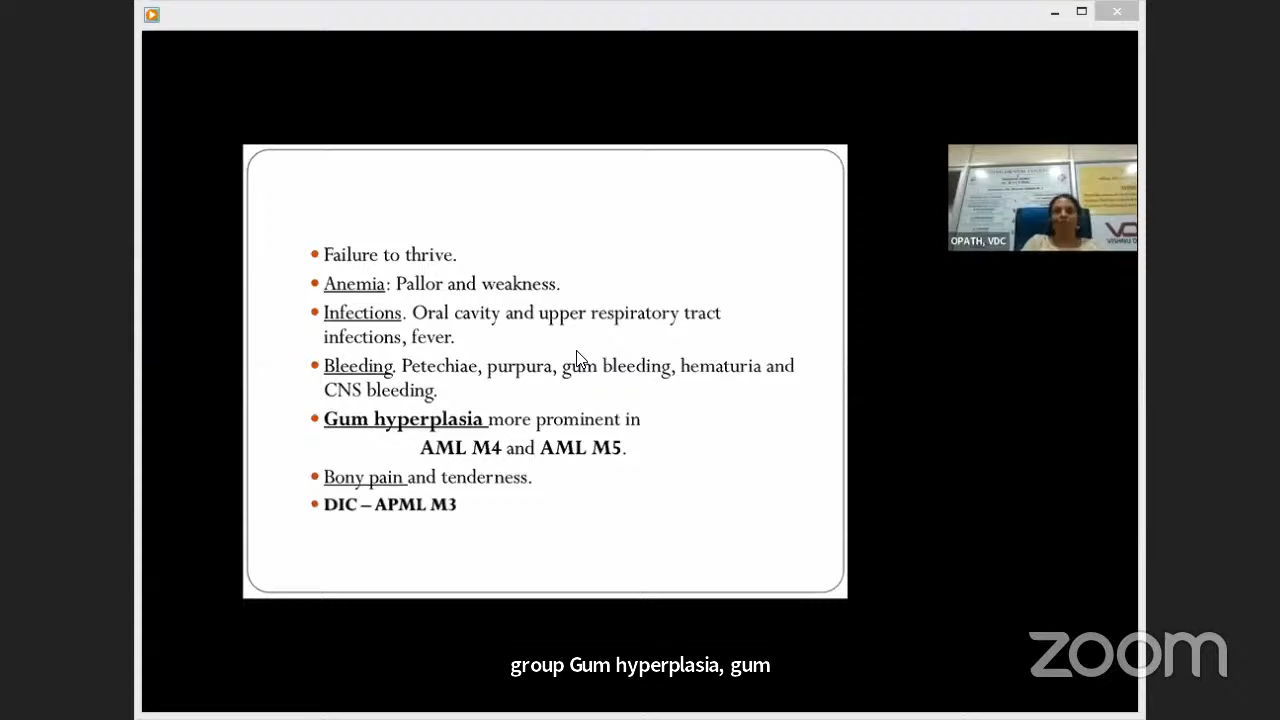 • Failure to thrive.
• Anemia: Pallor and weakness.
• Infections. Oral cavity and upper respiratory tract
infections, fever.
• Bleeding. Petechiae, purpura, gum bleeding, hematuria and
CNS bleeding.
• Gum hyperplasia more prominent in
AML M4 and AML M5.
• Bony pain and tenderness.
• DIC – APML M3
OPATH, VDC
group Gum hyperplasia, gum
zoom